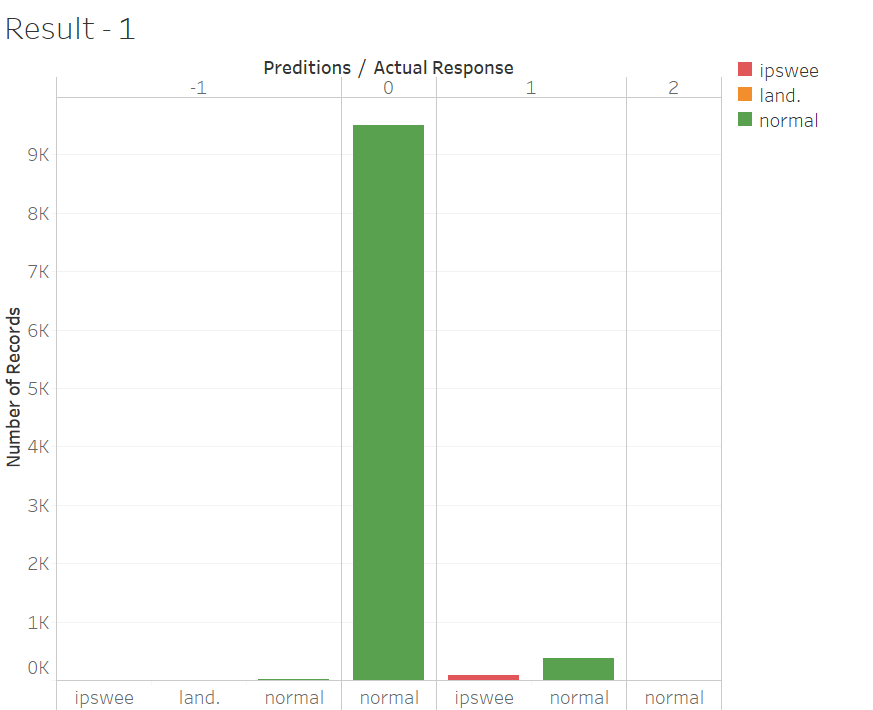 Result - 1
Preditions / Actual Response
-1 0 1 2
ipswee
land.
normal
9K
8K
7K
6K
5K
4K
3K
2K
1K
0K
Number of Records
ipswee land. normal normal ipswee normal normal